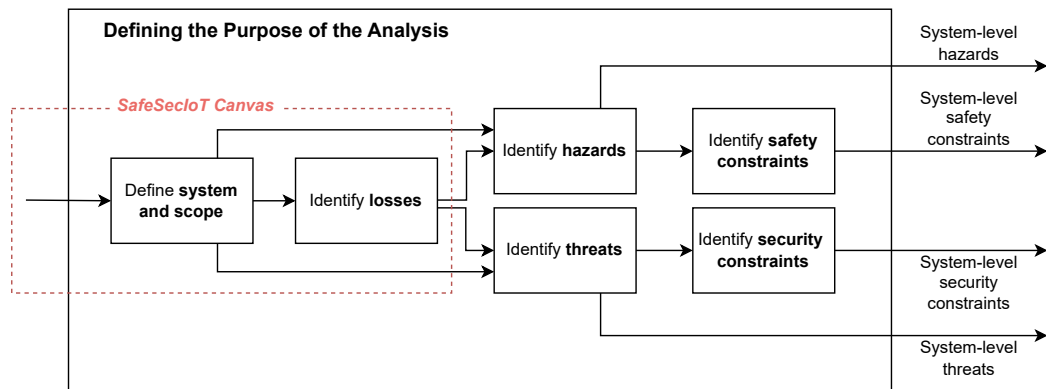 Defining the Purpose of the Analysis
SafeSecIoT Canvas
Define system
and scope
Identify losses
Identify hazards
Identify safety
constraints
Identify threats
Identify security
constraints
System-level
hazards
System-level
safety
constraints
System-level
security
constraints
System-level
threats